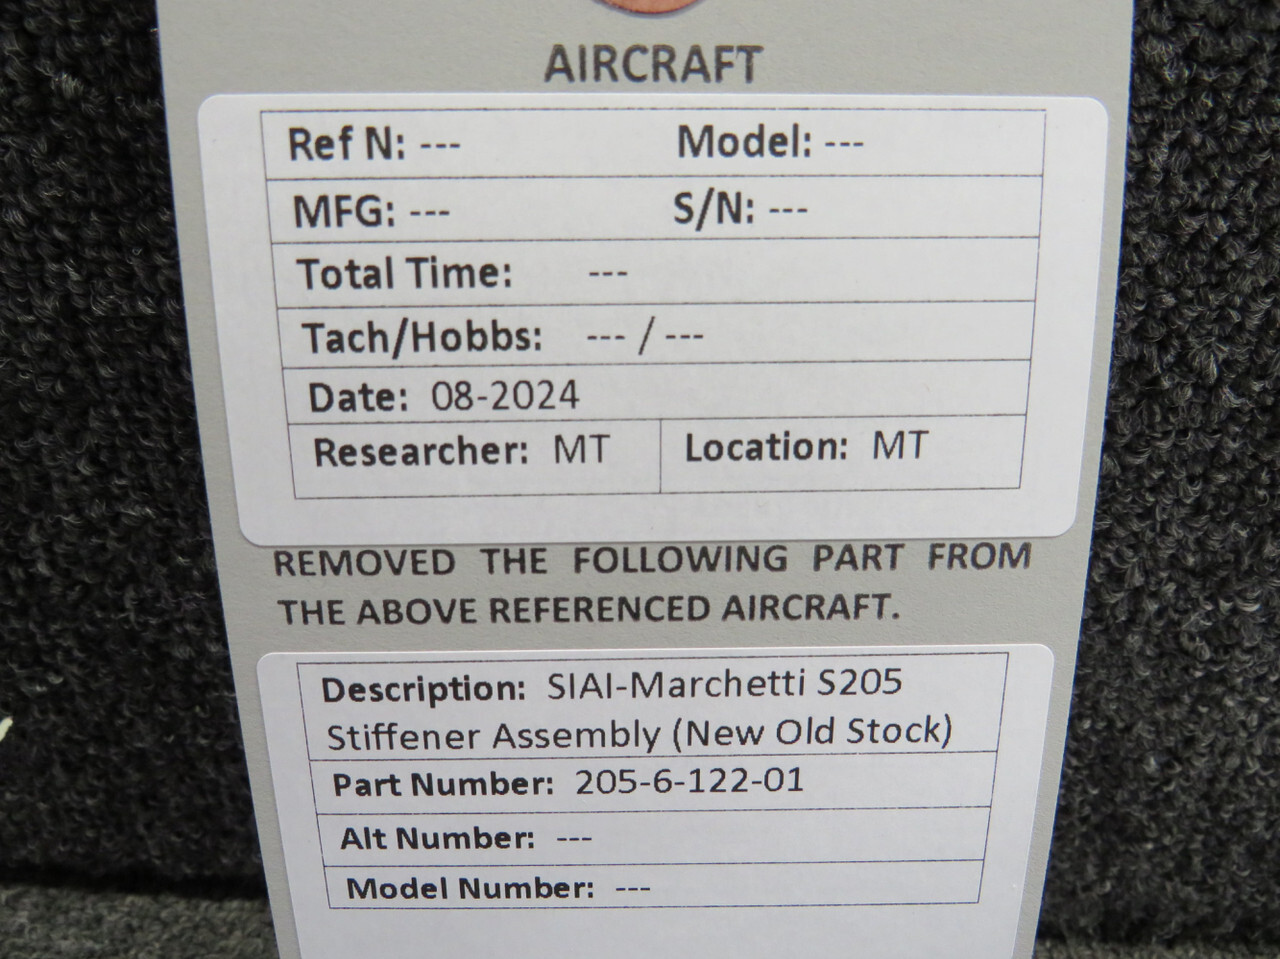 AIRCRAFT
Ref N: --- Model: ---
MFG: --- S/N: ---
Total Time: ---
Tach/Hobbs: --- / ---
Date: 08-2024
Researcher: MT Location: MT
REMOVED THE FOLLOWING PART FROM
THE ABOVE REFERENCED AIRCRAFT.
Description: SIAI-Marchetti S205
Stiffener Assembly (New Old Stock)
Part Number: 205-6-122-01
Alt Number: ---
Model Number: ---